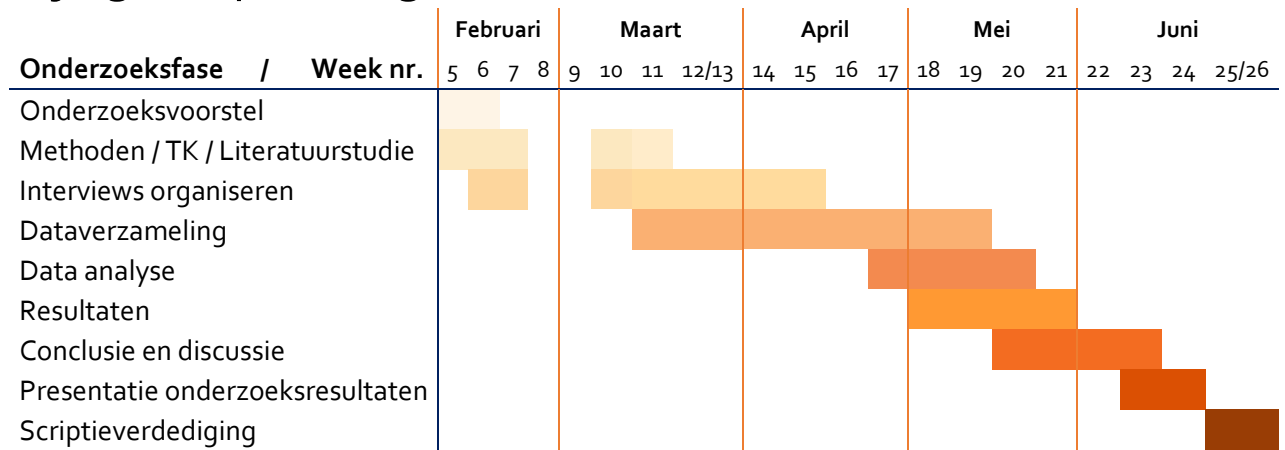 Februari Maart April Mei Juni
Onderzoeksfase / Week nr. 5 6 7 8 9 10 11 12/13 14 15 16 17 18 19 20 21 22 23 24 25/26
Onderzoeksvoorstel
Methoden / TK / Literatuurstudie
Interviews organiseren
Dataverzameling
Data analyse
Resultaten
Conclusie en discussie
Presentatie onderzoeksresultaten
Scriptieverdediging